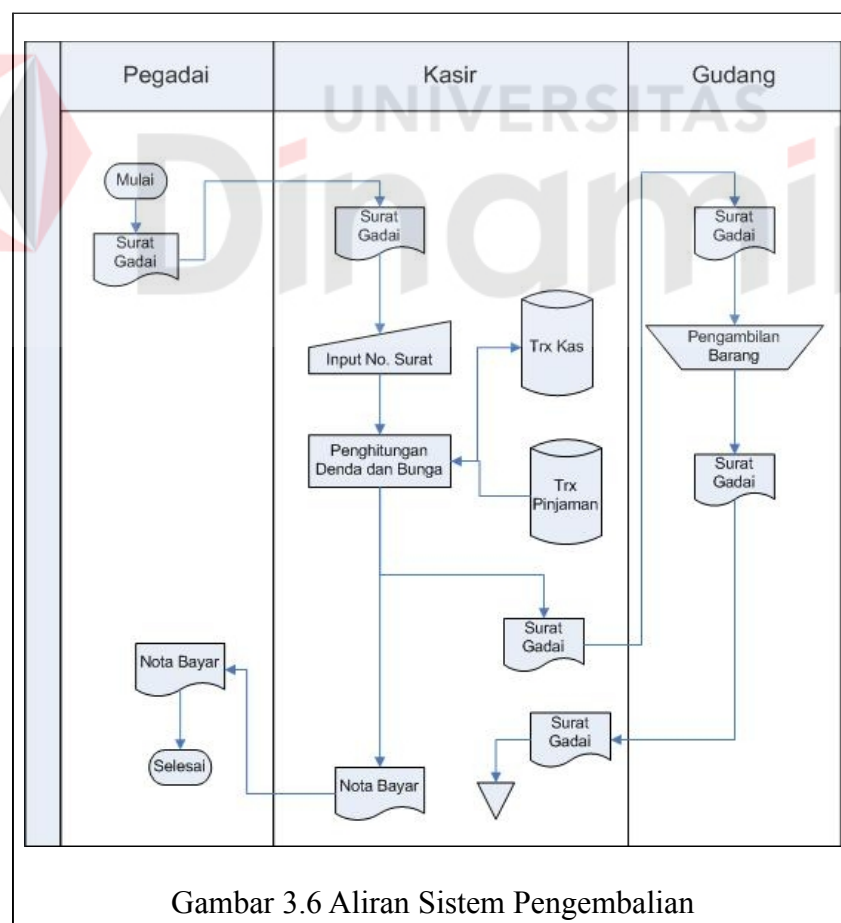 Pegadai
Kasir
Gudang
UNIVERSITAS
Dinami
Mulai
Surat
Gadai
Surat
Gadai
Surat
Gadai
Input No. Surat
Trx Kas
Pengambilan
Barang
Penghitungan
Denda dan Bunga
Trx
Pinjaman
Surat
Gadai
Surat
Gadai
Nota Bayar
Surat
Gadai
Selesai
Nota Bayar
Gambar 3.6 Aliran Sistem Pengembalian